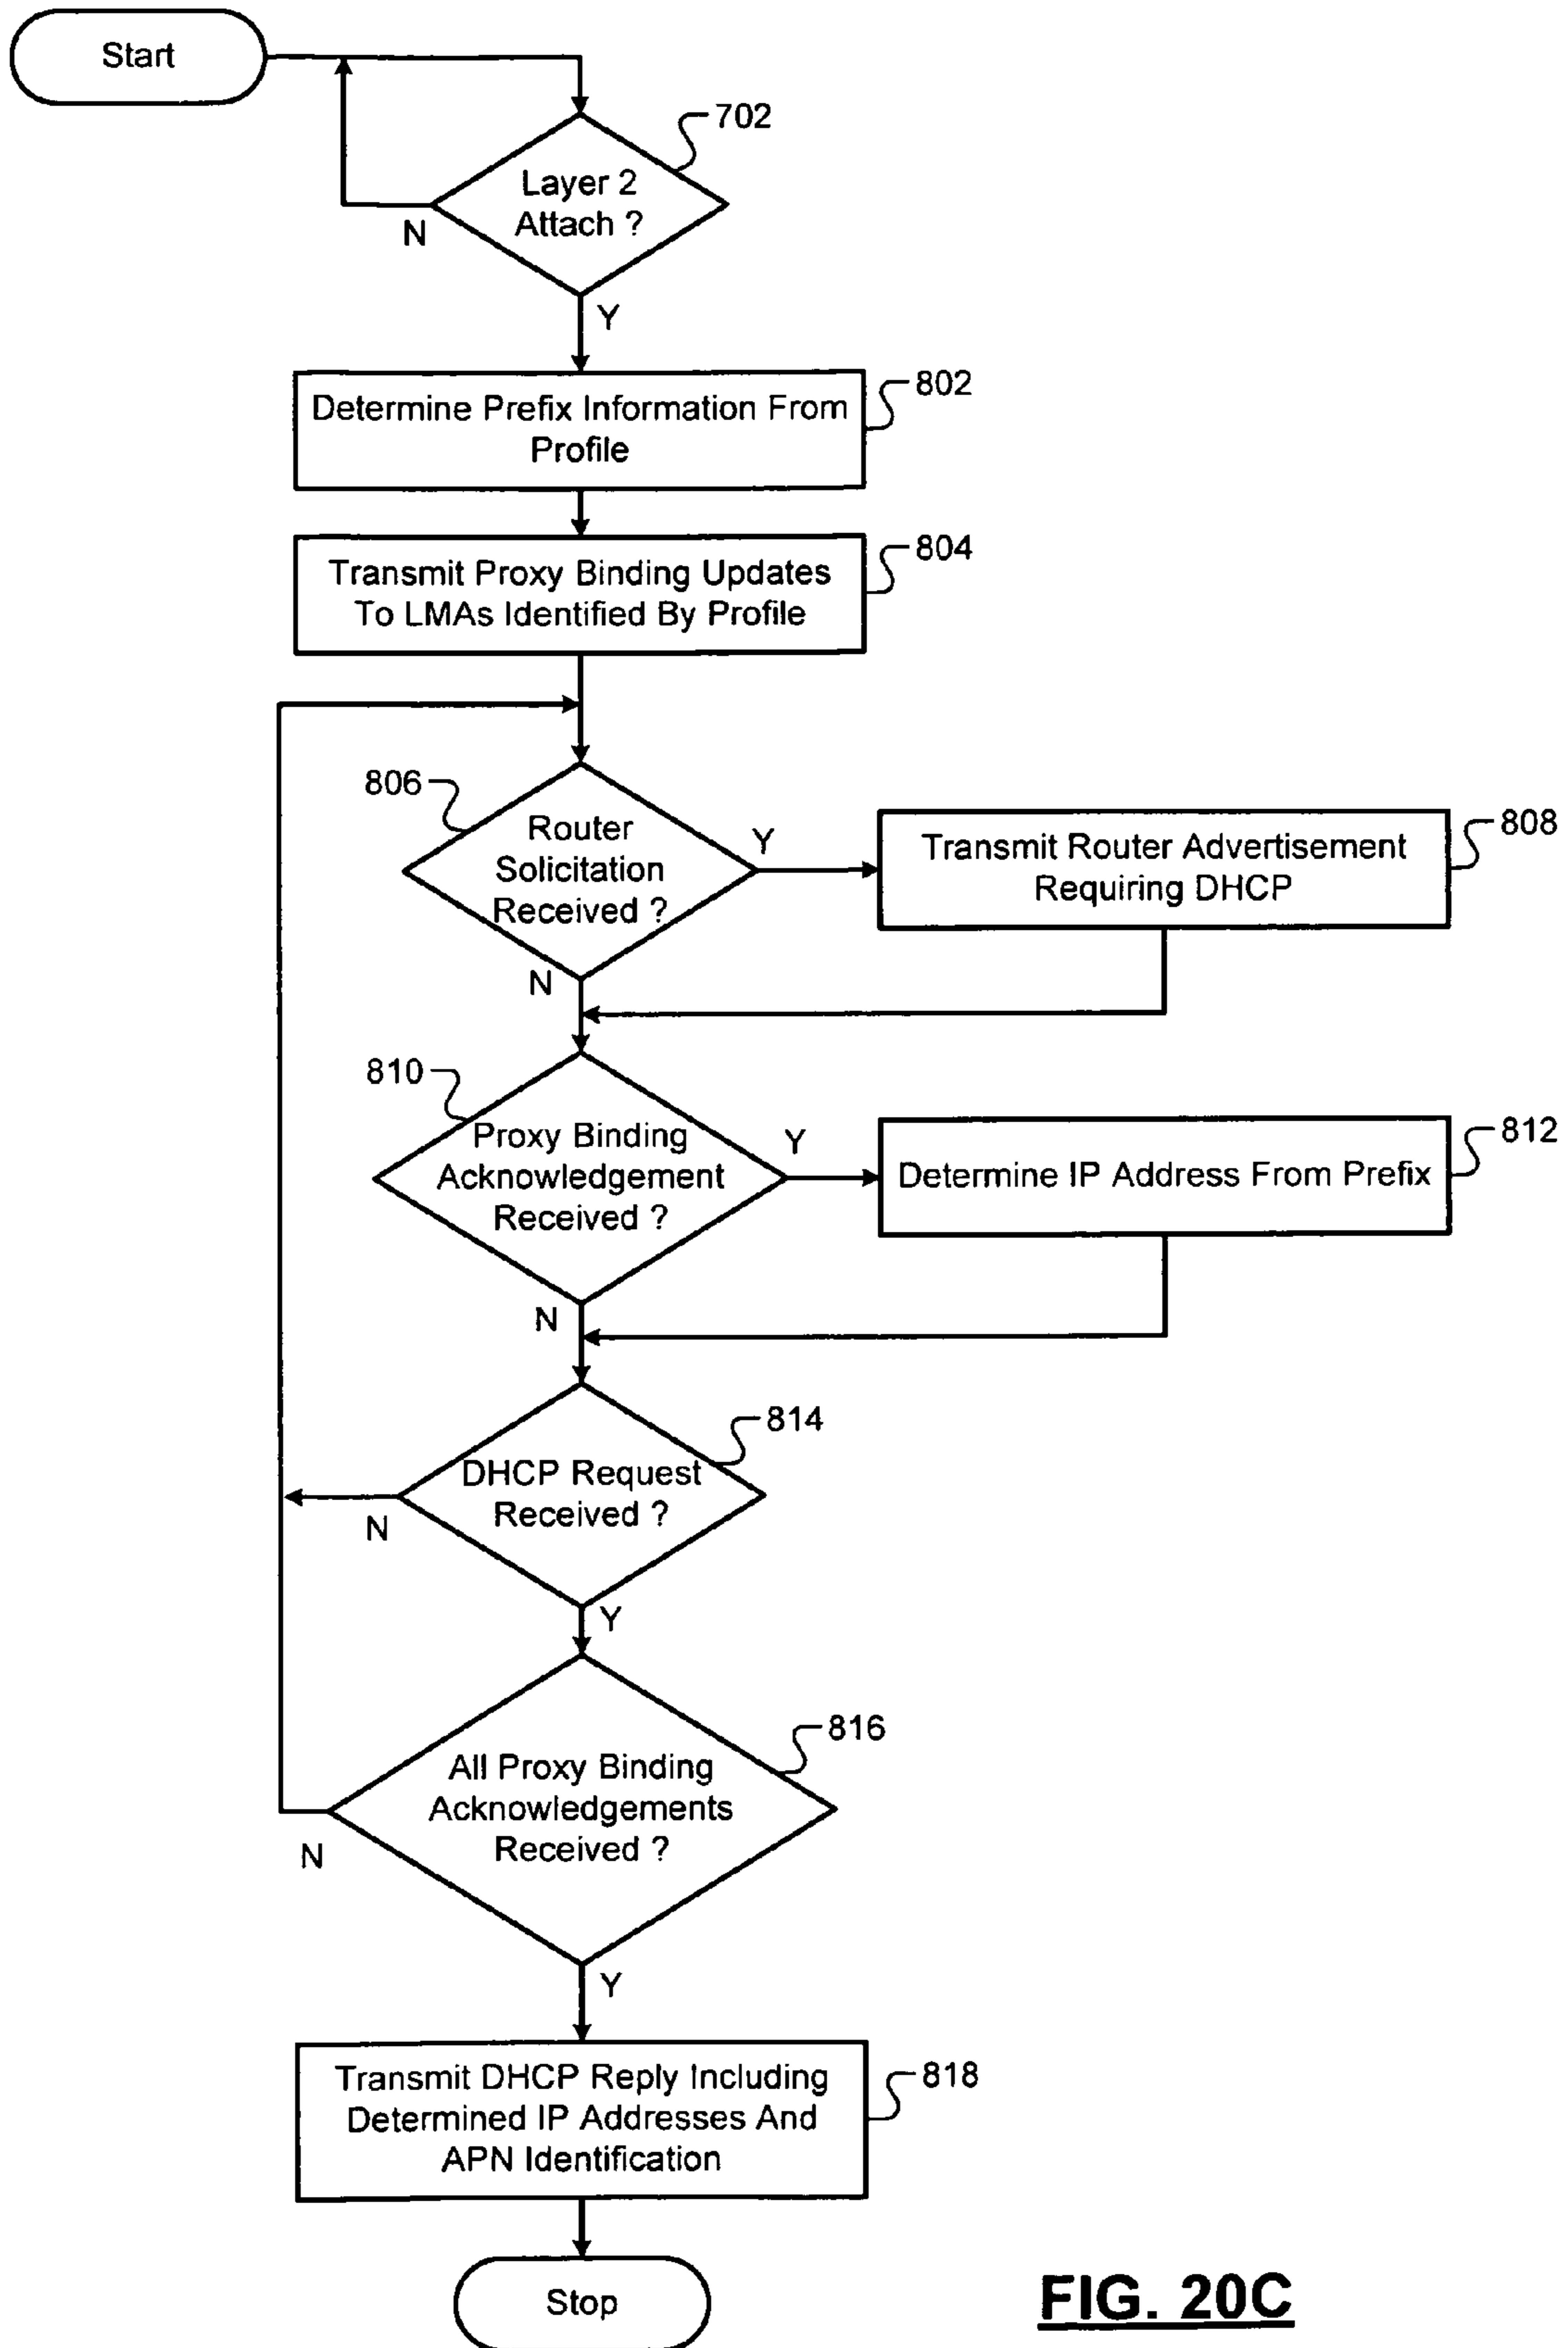 Start
702
Layer 2
Attach ?
N
Y
802
Determine Prefix Information From
Profile
804
Transmit Proxy Binding Updates
To LMAs Identified By Profile
806
Router
Solicitation
Received ?
Y
808
Transmit Router Advertisement
Requiring DHCP
N
810
Proxy Binding
Acknowledgement
Received ?
Y
812
Determine IP Address From Prefix
N
814
DHCP Request
Received ?
N
Y
816
All Proxy Binding
Acknowledgements
Received ?
N
Y
818
Transmit DHCP Reply Including
Determined IP Addresses And
APN Identification
Stop
FIG. 20C